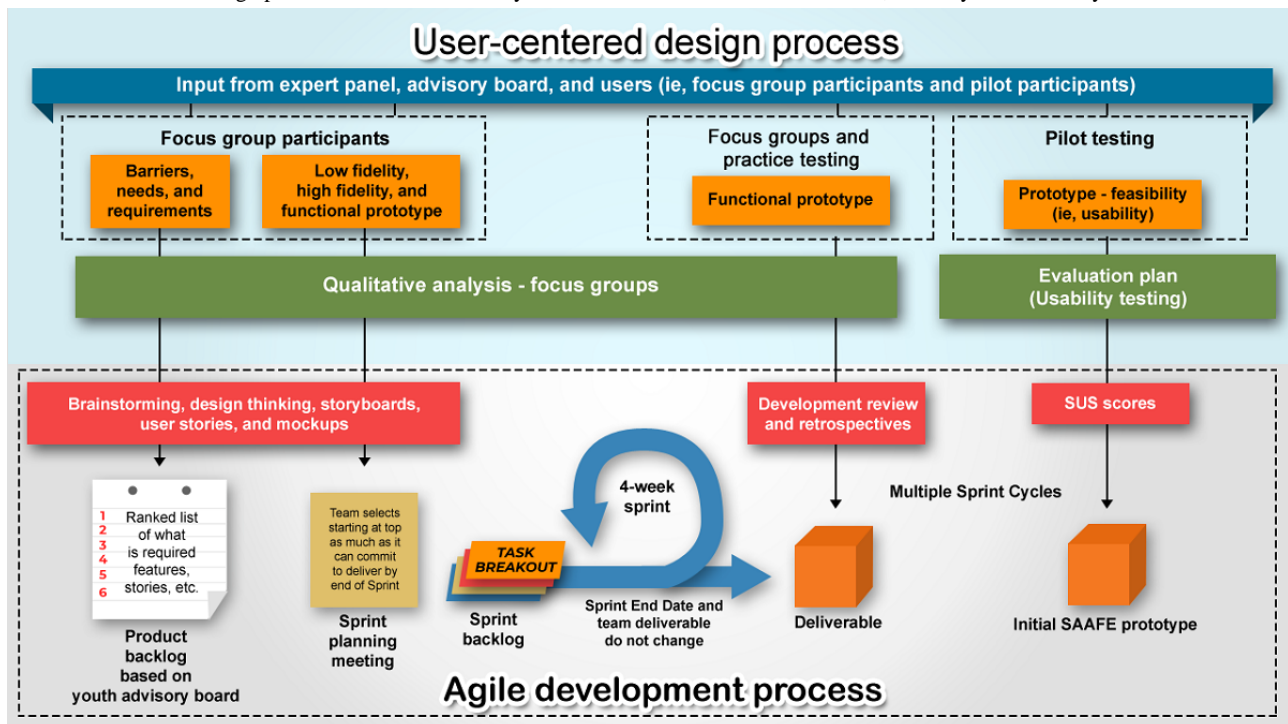 User-centered design process
Input from expert panel, advisory board, and users (ie, focus group participants and pilot participants)
Focus group participants
Barriers,
needs, and
requirements
Low fidelity,
high fidelity, and
functional prototype
Focus groups and
practice testing
Functional prototype
Pilot testing
Prototype - feasibility
(ie, usability)
Qualitative analysis - focus groups
Evaluation plan
(Usability testing)
Brainstorming, design thinking, storyboards,
user stories, and mockups
Development review
and retrospectives
SUS scores
1
2
3
4
5
6
Ranked list
of what
is required
features,
stories, etc.
Product
backlog
based on
youth advisory board
Team selects
starting at top
as much as it
can commit
to deliver by
end of Sprint
Sprint
planning
meeting
TASK
BREAKOUT
Sprint
backlog
4-week
sprint
Sprint End Date and
team deliverable
do not change
Multiple Sprint Cycles
Deliverable
Initial SAAFE prototype
Agile development process